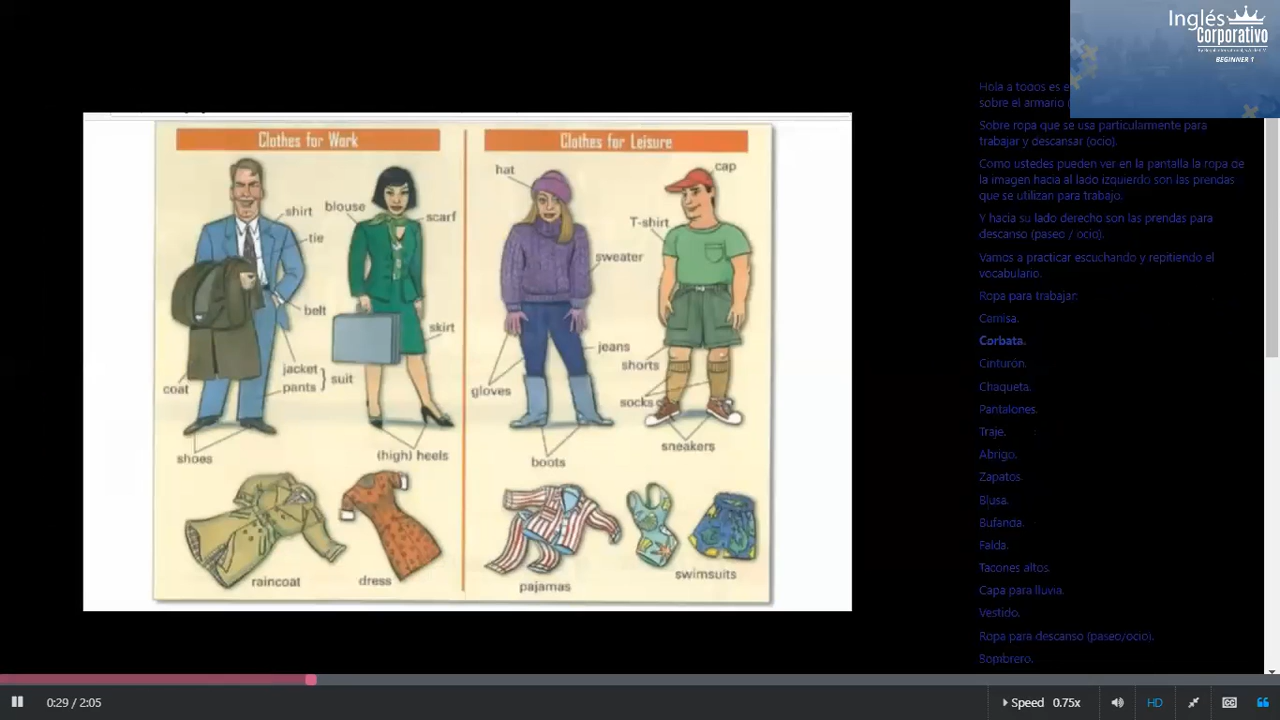 Inglés
Corporativo
BEGINNER 1
Hola a todos es
sobre el armario
Sobre ropa que se usa particularmente para
trabajar y descansar (ocio).
Como ustedes pueden ver en la pantalla la ropa de
la imagen hacia al lado izquierdo son las prendas
que se utilizan para trabajo.
Y hacia su lado derecho son las prendas para
descanso (paseo / ocio).
Vamos a practicar escuchando y repitiendo el
vocabulario.
Ropa para trabajar.
Camisa.
Corbata.
Cinturón.
Chaqueta.
Pantalones.
Traje.
Abrigo.
Zapatos.
Blusa.
Bufanda.
Falda.
Tacones altos.
Capa para lluvia.
Vestido.
Ropa para descanso (paseo/ocio).
Sombrero.
Clothes for Work
shirt
blouse
scarf
tie
belt
skirt
jacket
pants
suit
coat
shoes
(high) heels
raincoat
dress
Clothes for Leisure
hat
cap
T-shirt
sweater
jeans
shorts
gloves
socks
sneakers
boots
pajamas
swimsuits
0:29 / 2:05
Speed 0.75x
HD